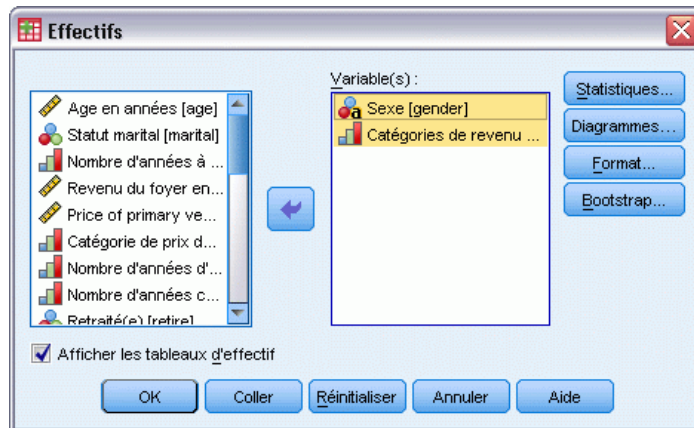 Effectifs
Variable(s) :
Age en années [age]
Statut marital [marital]
Nombre d'années à ...
Revenu du foyer en...
Price of primary ve...
Catégorie de prix d...
Nombre d'années d'...
Nombre d'années c...
Retraité(e) [retire]
a Sexe [gender]
Catégories de revenu ...
Statistiques...
Diagrammes...
Format...
Bootstrap...
Afficher les tableaux d'effectif
OK
Coller
Réinitialiser
Annuler
Aide